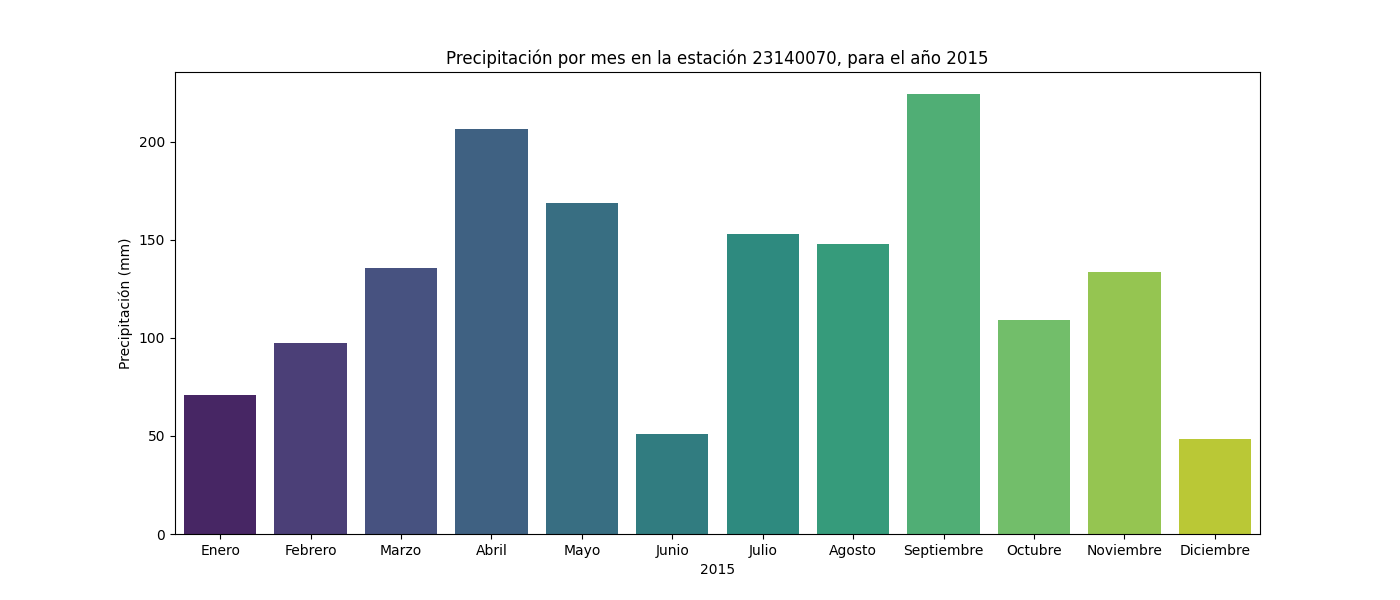 Precipitación por mes en la estación 23140070, para el año 2015
Precipitación (mm)
200
150
100
50
0
Enero Febrero Marzo Abril Mayo Junio Julio Agosto Septiembre Octubre Noviembre Diciembre
2015